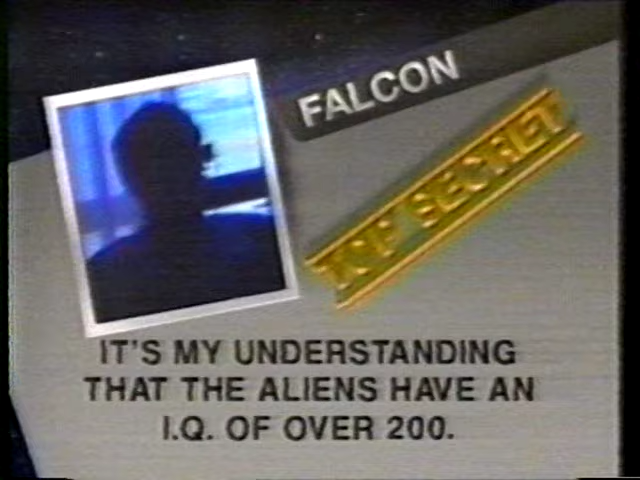 FALCON
TOP SECRET
IT'S MY UNDERSTANDING
THAT THE ALIENS HAVE AN
I.Q. OF OVER 200.